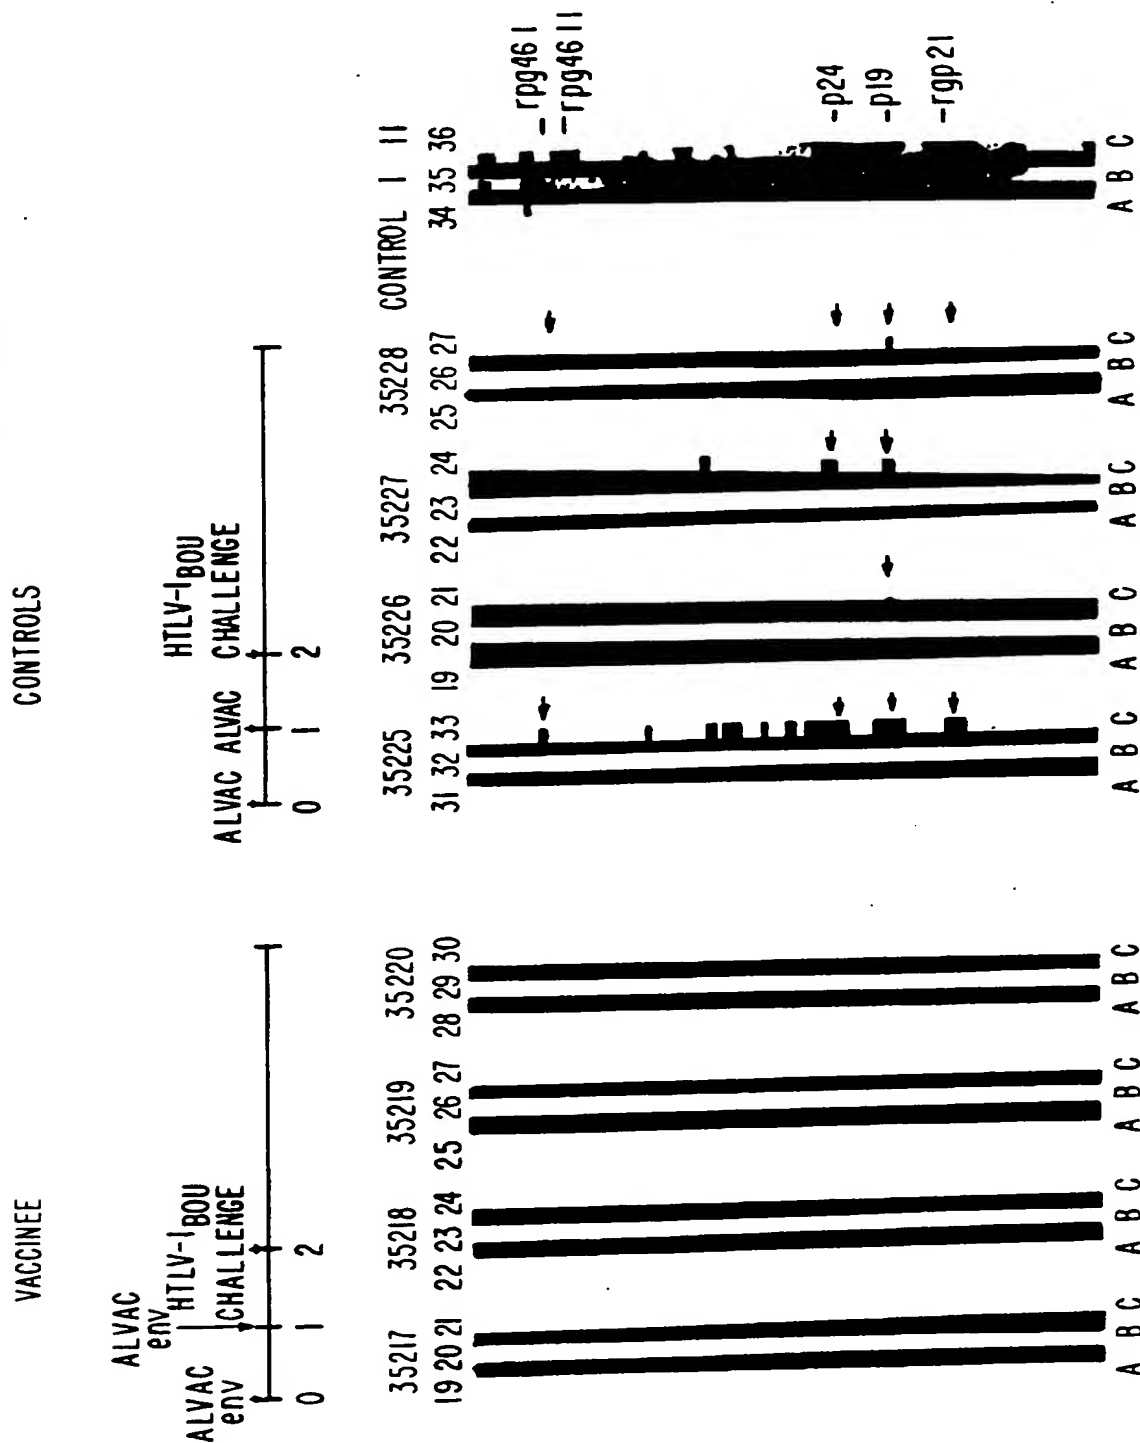 VACCINEE
CONTROLS
ALVAC
env
ALVAC
env
HTLV-I BOU
CHALLENGE
0 1 2
ALVAC ALVAC
HTLV-I BOU
CHALLENGE
0 1 2
35217 35218 35219 35220
19 20 21 22 23 24 25 26 27 28 29 30
A B C A B C A B C A B C
35225 35226 35227 35228 CONTROL I II
31 32 33 19 20 21 22 23 24 25 26 27 34 35 36
-rpg46 I
-rpg46 II
-p24
-p19
-rgp21
A B C A B C A B C A B C A B C